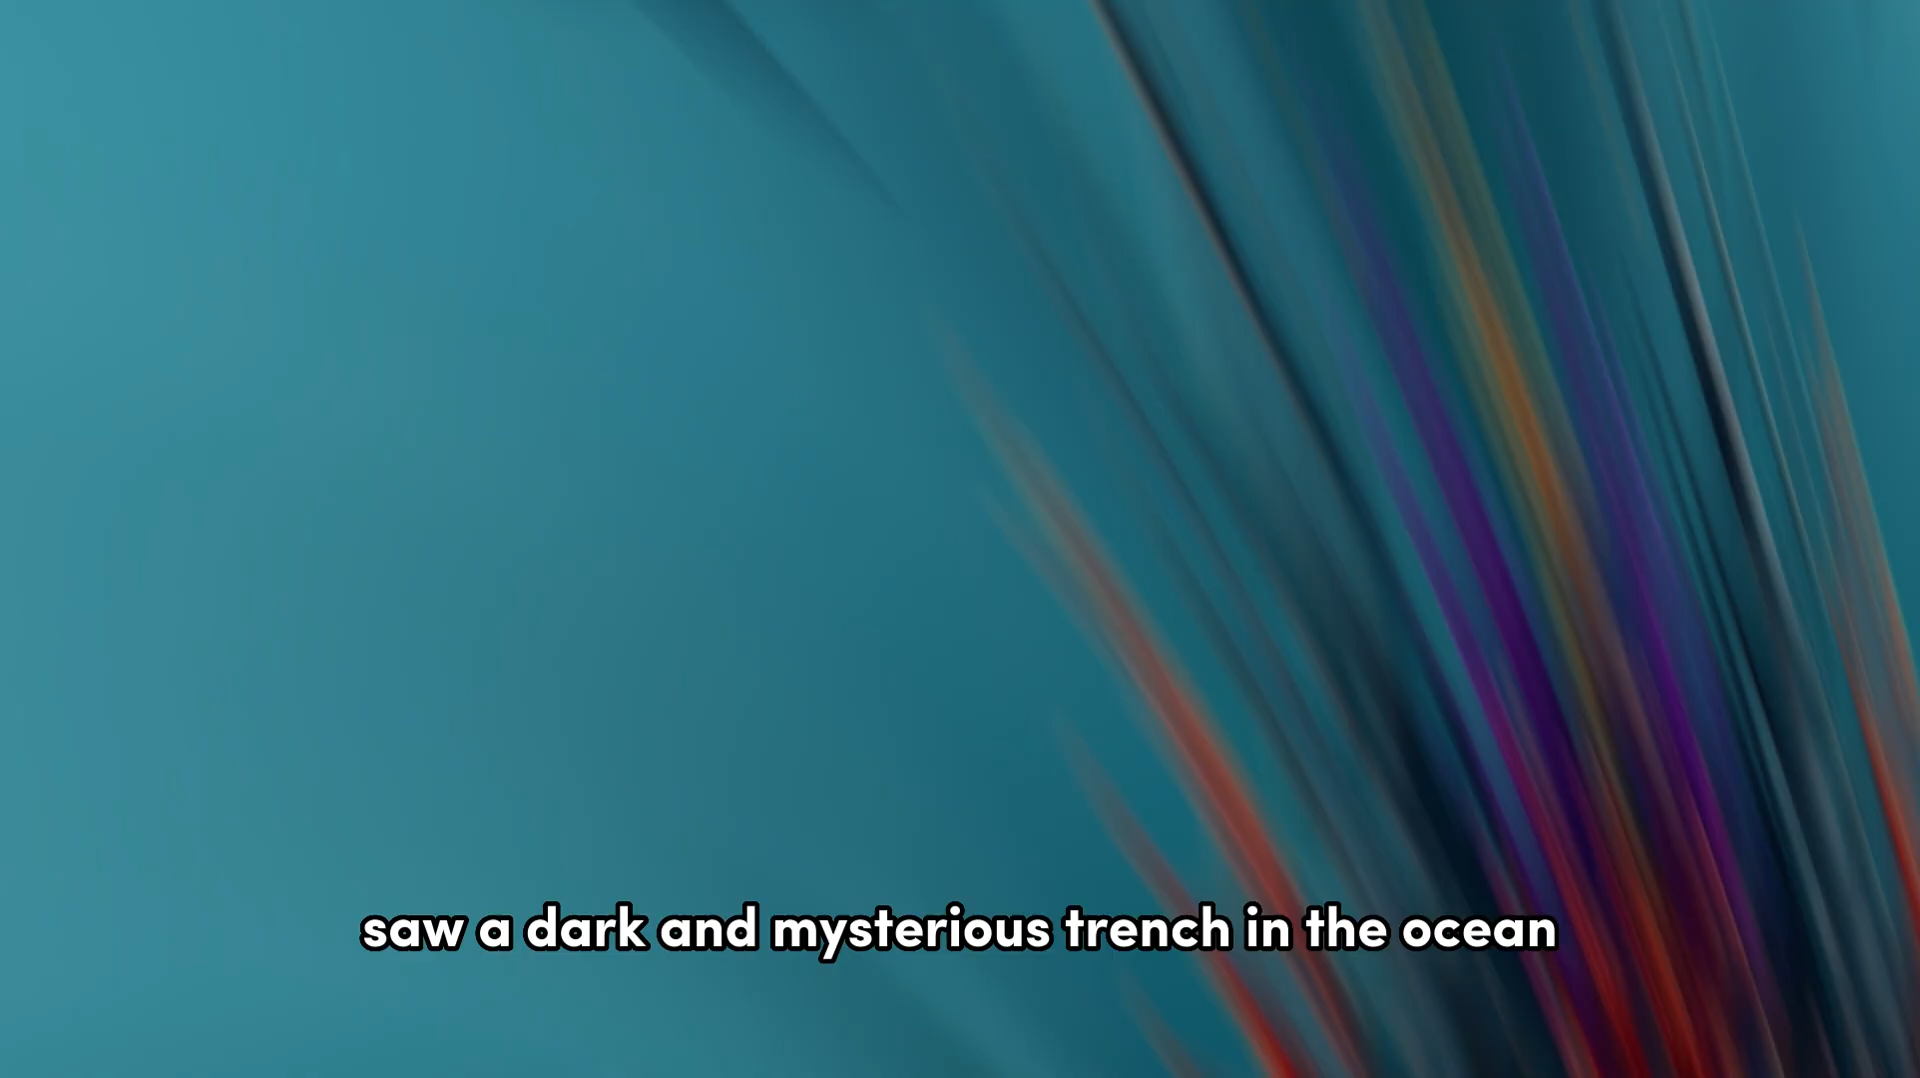 saw a dark and mysterious trench in the ocean